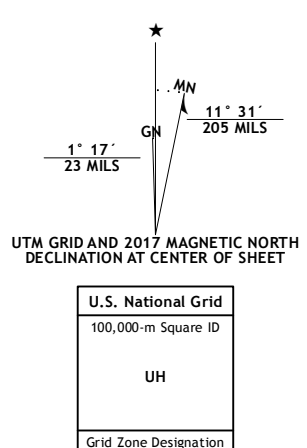 ★
MN
GN
11° 31´
205 MILS
1° 17´
23 MILS
UTM GRID AND 2017 MAGNETIC NORTH
DECLINATION AT CENTER OF SHEET
U.S. National Grid
100,000-m Square ID
UH
Grid Zone Designation